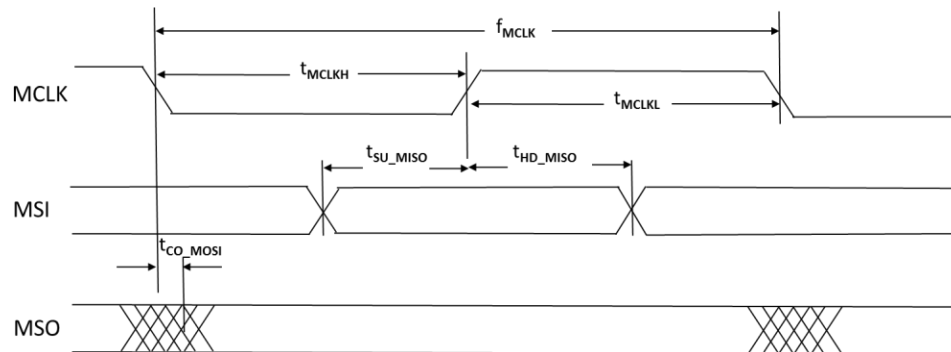 fMCLK
tMCLKH
MCLK
tMCLKL
tSU_MISO
tHD_MISO
MSI
tCO_MOSI
MSO